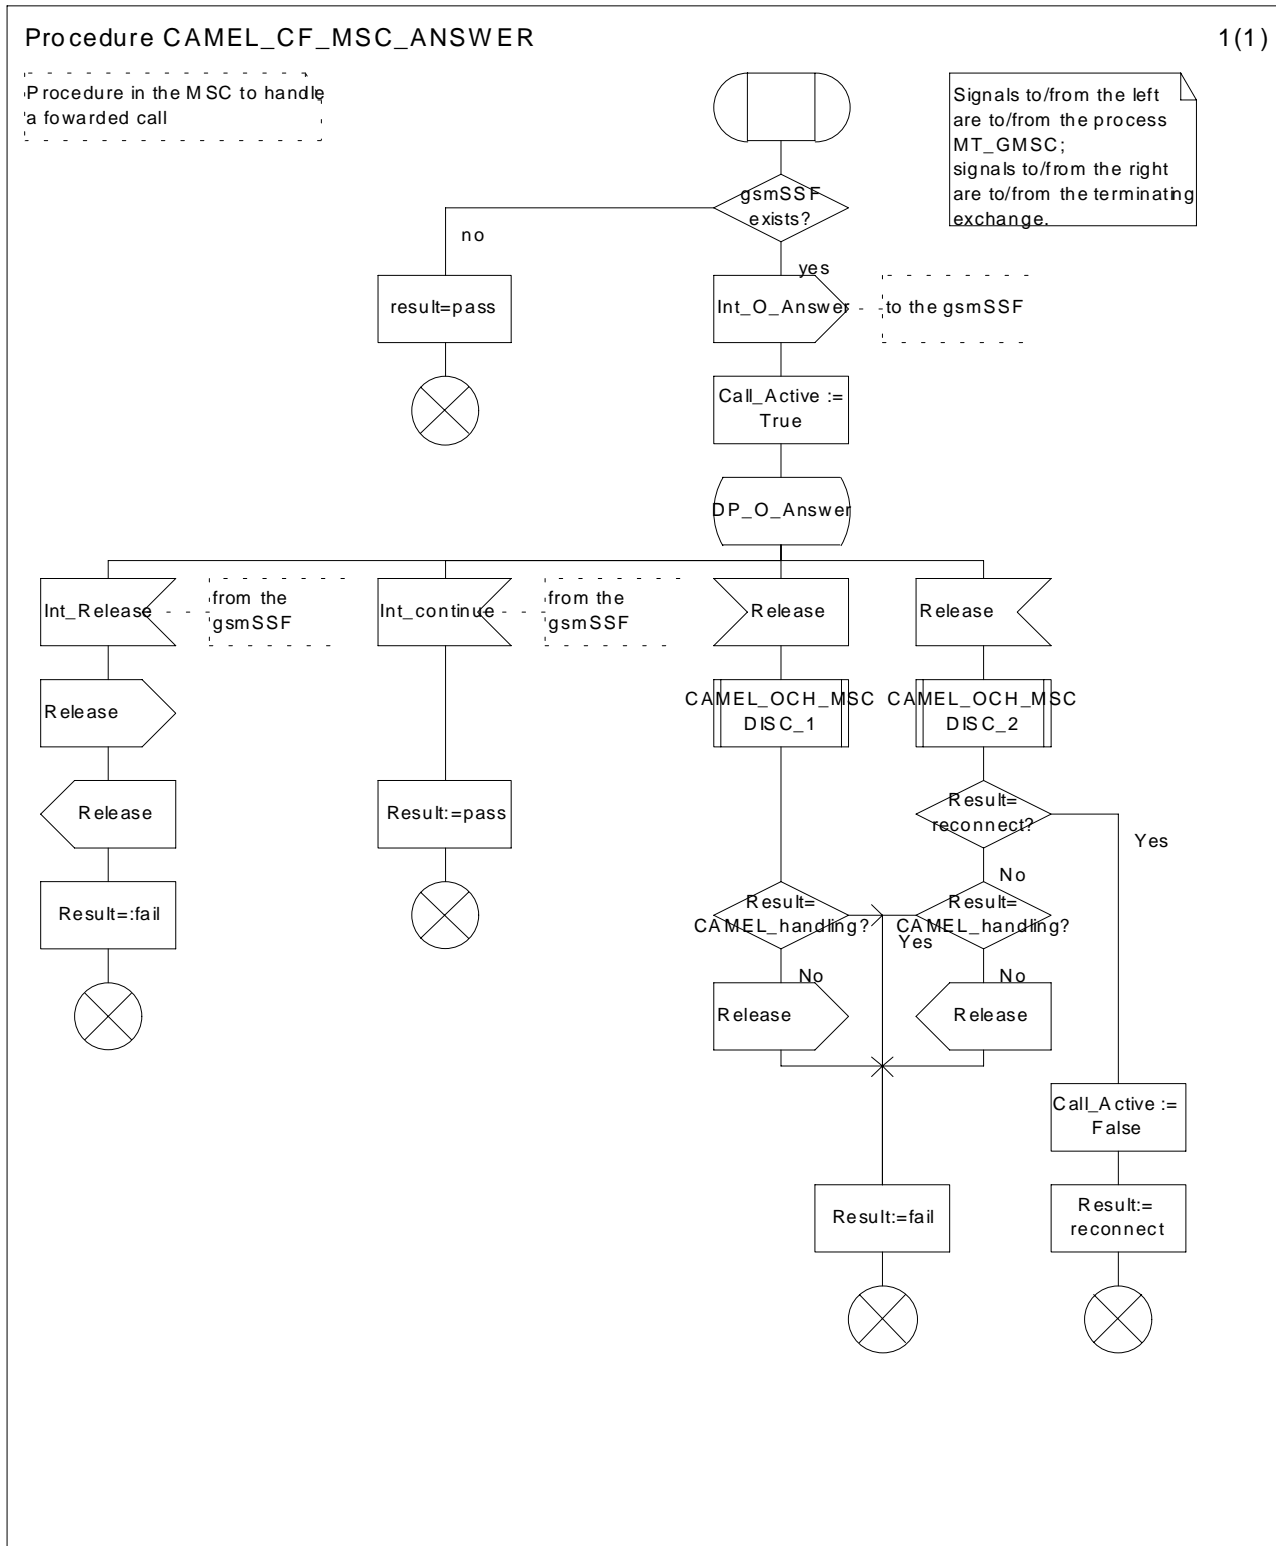 Procedure CAMEL_CF_MSC_ANSWER
1(1)
Procedure in the MSC to handle
a fowarded call
Signals to/from the left
are to/from the process
MT_GMSC;
signals to/from the right
are to/from the terminating
exchange.
gsmSSF
exists?
no
yes
result=pass
Int_O_Answer
to the gsmSSF
Call_Active :=
True
DP_O_Answer
Int_Release
from the
gsmSSF
Int_continue
from the
gsmSSF
Release
Release
Release
CAMEL_OCH_MSC
DISC_1
CAMEL_OCH_MSC
DISC_2
Release
Result:=pass
Result=
reconnect?
Yes
No
Result=:fail
Result=
CAMEL_handling?
Yes
Result=
CAMEL_handling?
No
No
Release
Release
Call_Active :=
False
Result:=fail
Result:=
reconnect